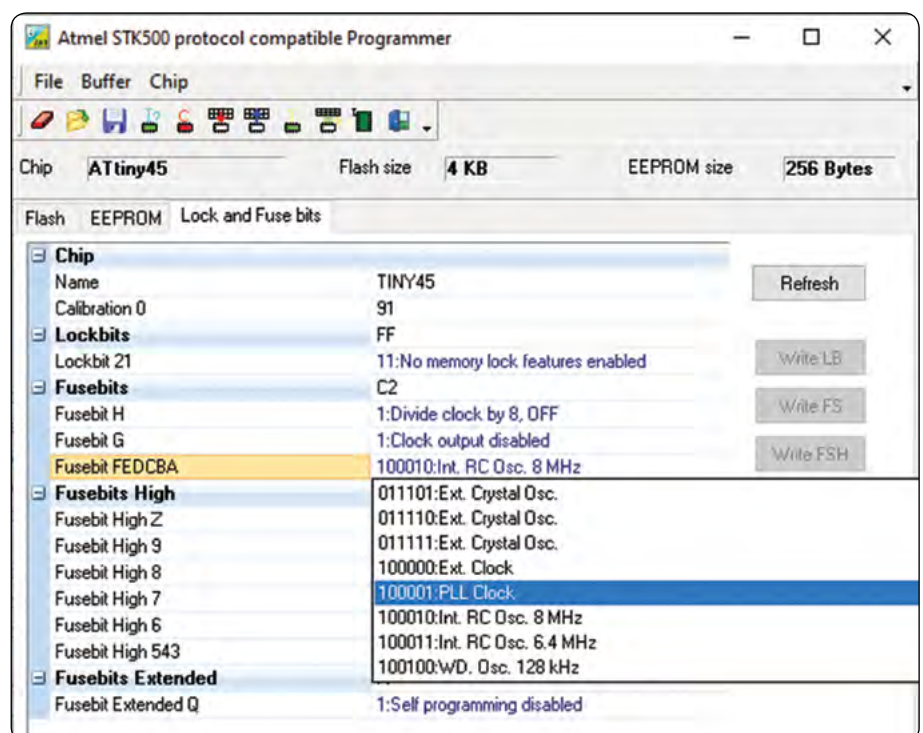 Atmel STK500 protocol compatible Programmer
File Buffer Chip
Chip ATtiny45 Flash size 4 KB EEPROM size 256 Bytes
Flash EEPROM Lock and Fuse bits
Chip
Name TINY45 Refresh
Calibration 0 91
Lockbits FF
Lockbit 21 11:No memory lock features enabled Write LB
Fusebits C2
Fusebit H 1:Divide clock by 8, OFF Write FS
Fusebit G 1:Clock output disabled
Fusebit FEDCBA 100010:Int. RC Osc. 8 MHz Write FSH
Fusebits High 011101:Ext. Crystal Osc.
Fusebit High Z 011110:Ext. Crystal Osc.
Fusebit High 9 011111:Ext. Crystal Osc.
Fusebit High 8 100000:Ext. Clock
Fusebit High 7 100001:PLL Clock
Fusebit High 6 100010:Int. RC Osc. 8 MHz
Fusebit High 543 100011:Int. RC Osc. 6.4 MHz
Fusebits Extended 100100:WD. Osc. 128 kHz
Fusebit Extended Q 1:Self programming disabled